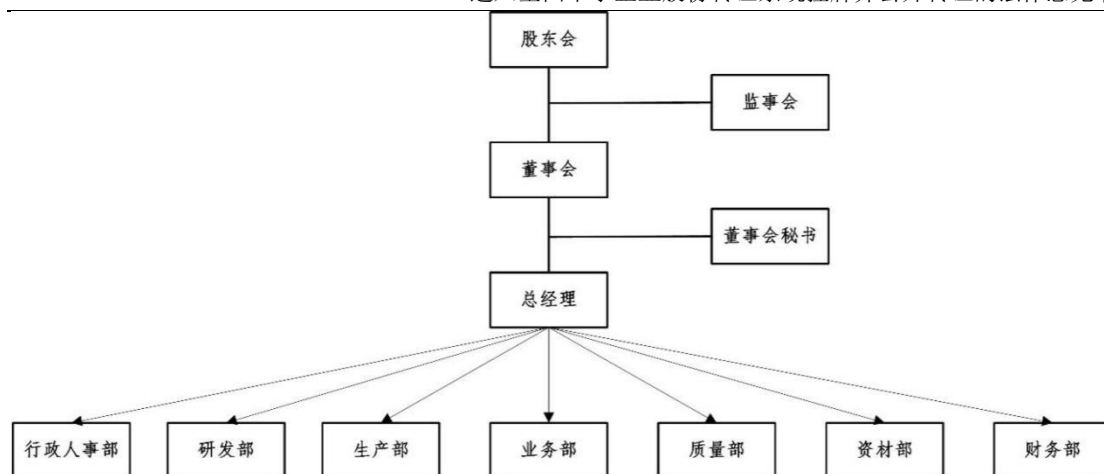 股东会
监事会
董事会
董事会秘书
总经理
行政人事部
研发部
生产部
业务部
质量部
资材部
财务部